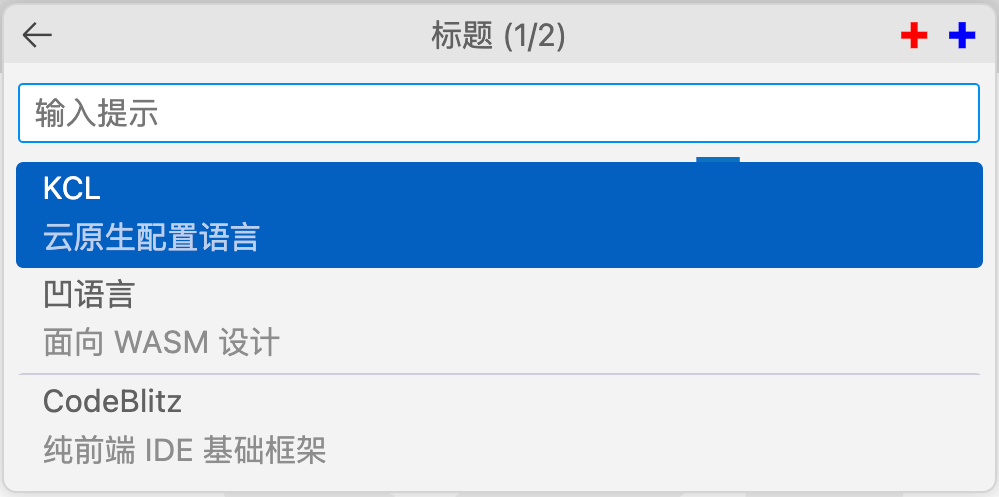 标题 (1/2)
输入提示
KCL
云原生配置语言
凹语言
面向 WASM 设计
CodeBlitz
纯前端 IDE 基础框架